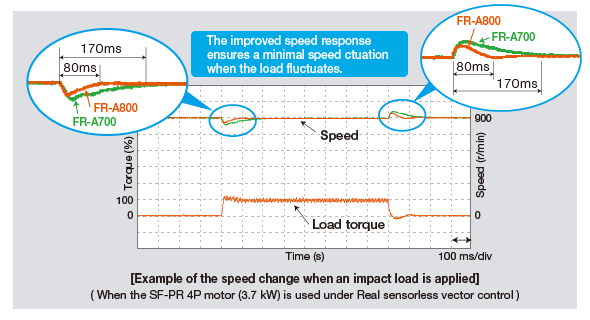 The improved speed response
ensures a minimal speed ctuation
when the load fluctuates.
170ms
80ms
FR-A800
FR-A700
FR-A800
FR-A700
80ms
170ms
Speed
900
Torque (%)
Speed (r/min)
100
0
0
Load torque
Time (s)
100 ms/div
[Example of the speed change when an impact load is applied]
( When the SF-PR 4P motor (3.7 kW) is used under Real sensorless vector control )